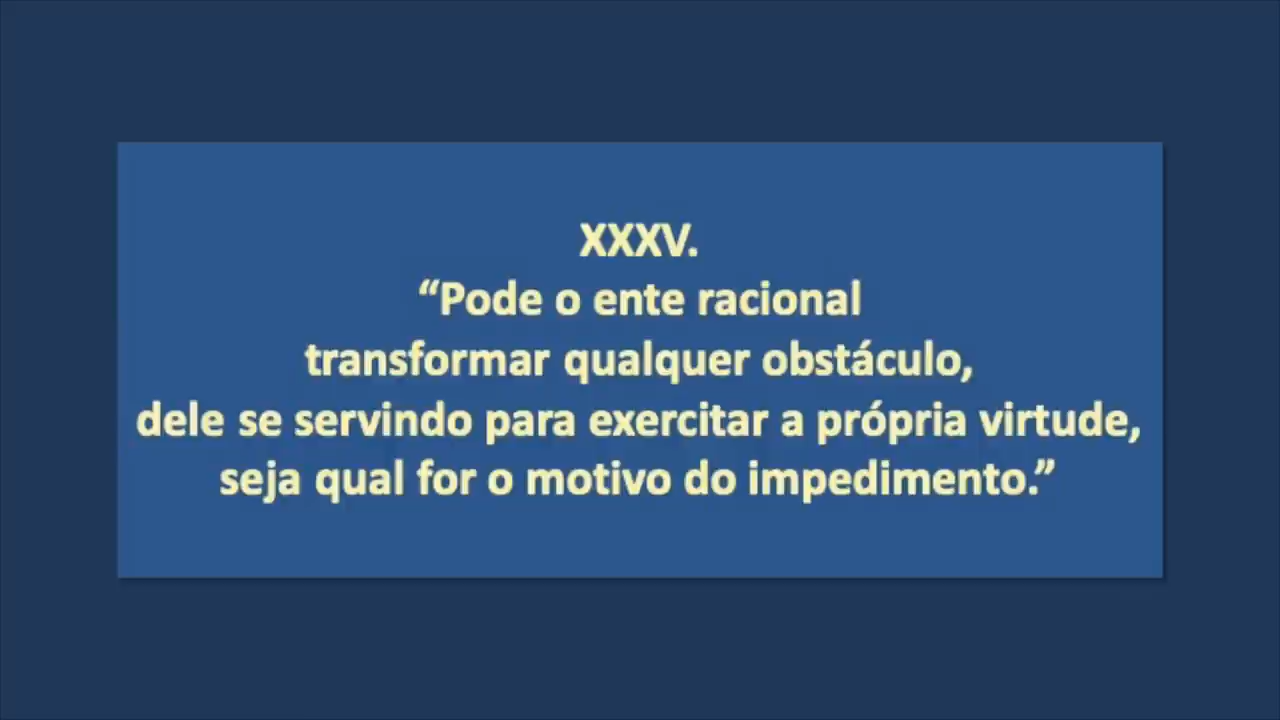 XXXV.
“Pode o ente racional
transformar qualquer obstáculo,
dele se servindo para exercitar a própria virtude,
seja qual for o motivo do impedimento.”